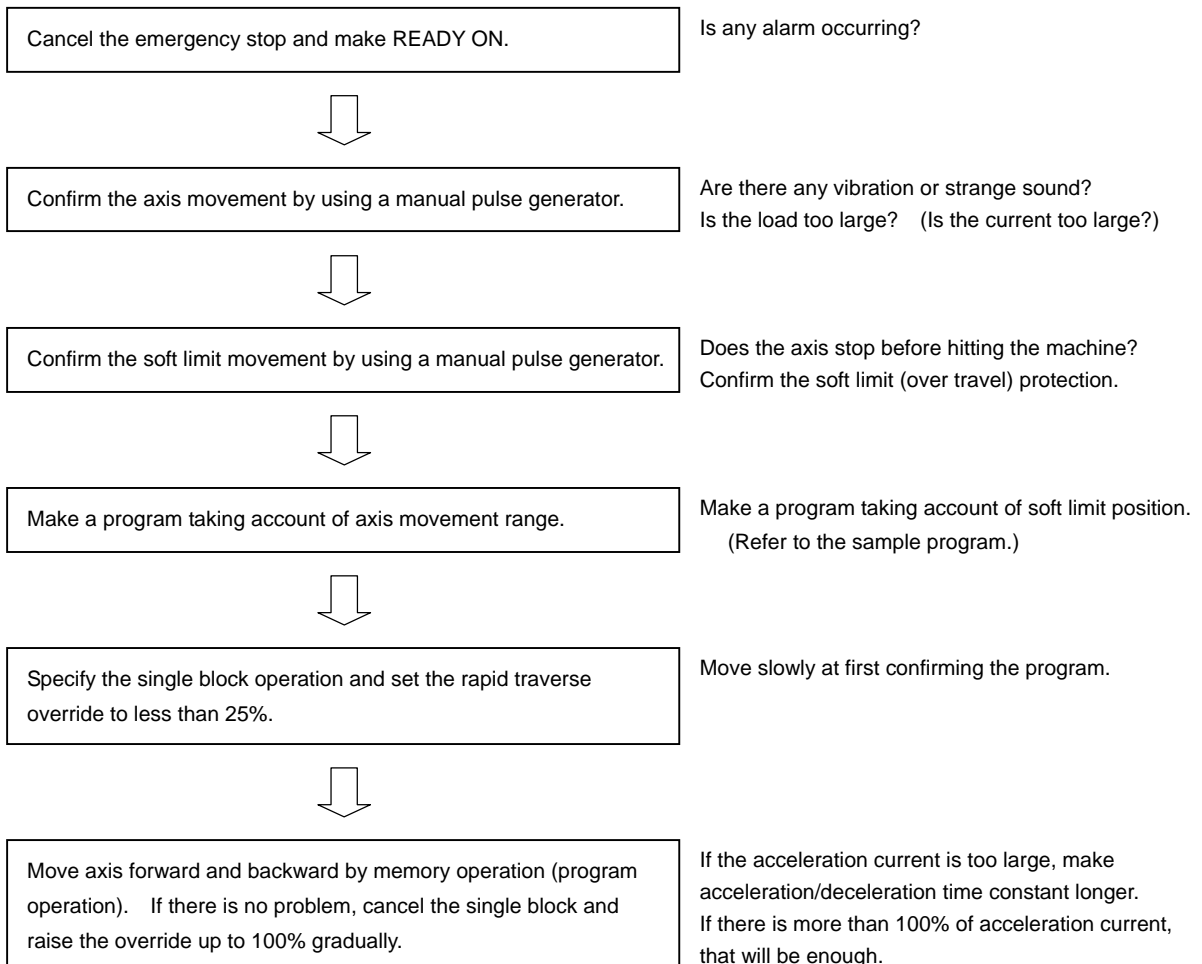 Cancel the emergency stop and make READY ON.
Is any alarm occurring?
Confirm the axis movement by using a manual pulse generator.
Are there any vibration or strange sound?
Is the load too large? (Is the current too large?)
Confirm the soft limit movement by using a manual pulse generator.
Does the axis stop before hitting the machine?
Confirm the soft limit (over travel) protection.
Make a program taking account of axis movement range.
Make a program taking account of soft limit position.
(Refer to the sample program.)
Specify the single block operation and set the rapid traverse
override to less than 25%.
Move slowly at first confirming the program.
Move axis forward and backward by memory operation (program
operation). If there is no problem, cancel the single block and
raise the override up to 100% gradually.
If the acceleration current is too large, make
acceleration/deceleration time constant longer.
If there is more than 100% of acceleration current,
that will be enough.